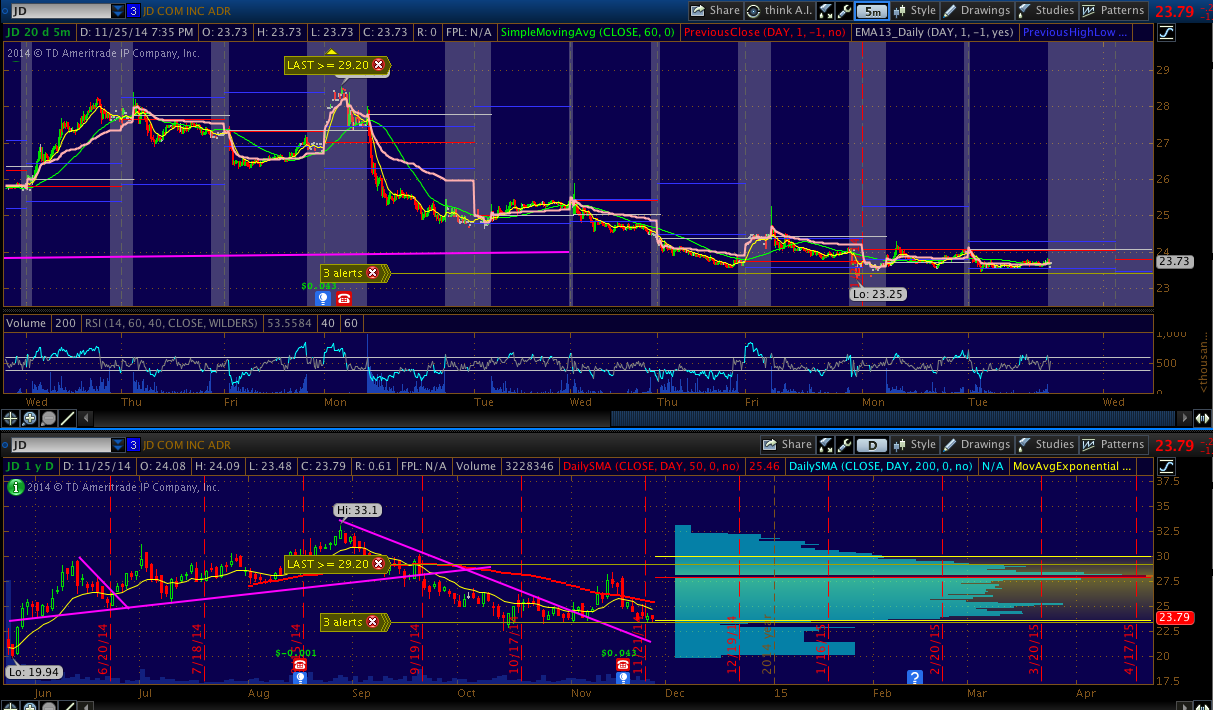 JD 3 JD COM INC ADR Share think A.I. 5m Style Drawings Studies Patterns 23.79
JD 20 d 5m D: 11/25/14 7:35 PM O: 23.73 H: 23.73 L: 23.73 C: 23.73 R: 0 FPL: N/A SimpleMovingAvg (CLOSE, 60, 0) PreviousClose (DAY, 1, -1, no) EMA13_Daily (DAY, 1, -1, yes) PreviousHighLow ...
2014 © TD Ameritrade IP Company, Inc.
LAST >= 29.20
29
28
27
26
25
24
23.73
23
3 alerts
$0.043
Lo: 23.25
Volume 200 RSI (14, 60, 40, CLOSE, WILDERS) 53.5584 40 60
1,000
500
<thousan...
Wed Thu Fri Mon Tue Wed Thu Fri Mon Tue Wed
JD 3 JD COM INC ADR Share D Style Drawings Studies Patterns 23.79
JD 1 y D D: 11/25/14 O: 24.08 H: 24.09 L: 23.48 C: 23.79 R: 0.61 FPL: N/A Volume 3228346 DailySMA (CLOSE, DAY, 50, 0, no) 25.46 DailySMA (CLOSE, DAY, 200, 0, no) N/A MovAvgExponential ...
2014 © TD Ameritrade IP Company, Inc.
Hi: 33.1
LAST >= 29.20
3 alerts
37.5
35
32.5
30
27.5
25
23.79
22.5
20
17.5
6/20/14
7/18/14
9/19/14
10/17/14
1/16/15
2/20/15
3/20/15
4/17/15
$-0.001
$0.043
Lo: 19.94
Jun Jul Aug Sep Oct Nov Dec 15 Feb Mar Apr